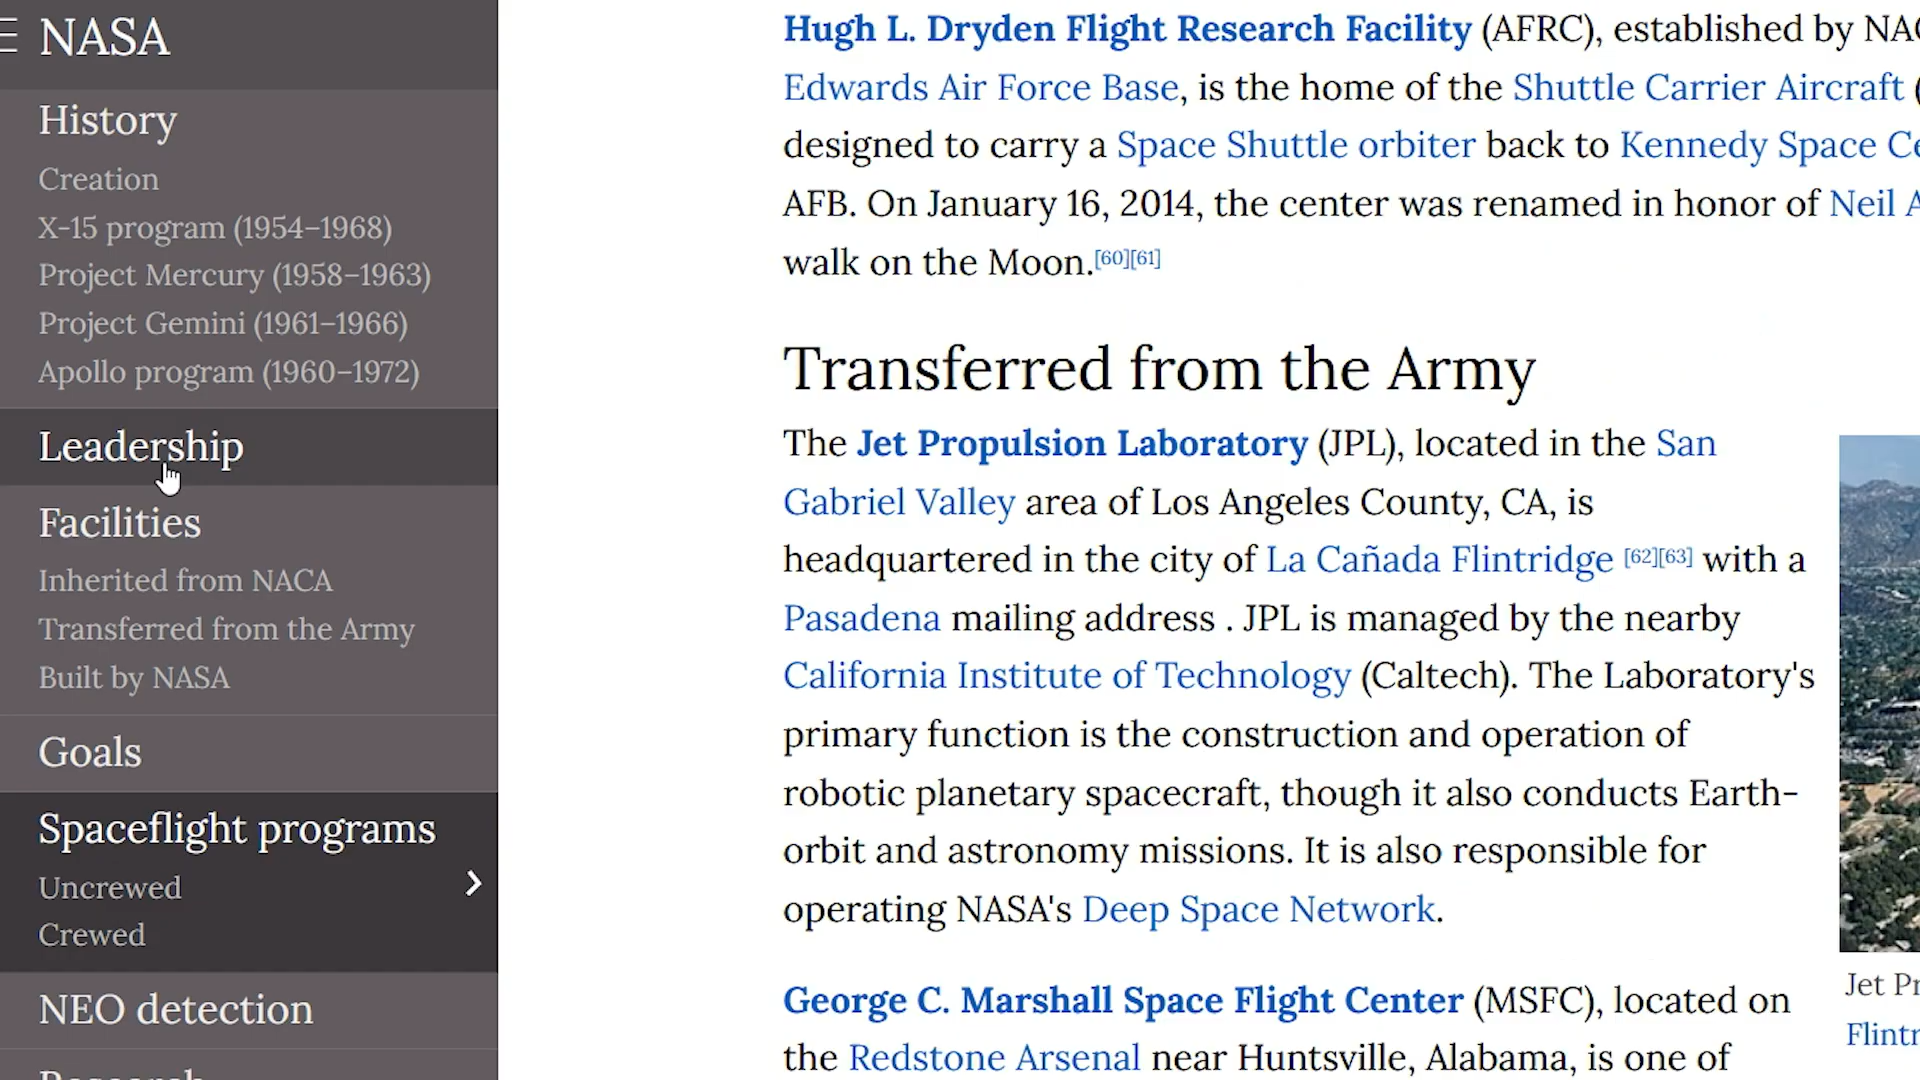 NASA
History
Creation
X-15 program (1954–1968)
Project Mercury (1958–1963)
Project Gemini (1961–1966)
Apollo program (1960–1972)
Leadership
Facilities
Inherited from NACA
Transferred from the Army
Built by NASA
Goals
Spaceflight programs
Uncrewed
Crewed
NEO detection
Hugh L. Dryden Flight Research Facility (AFRC), established by
Edwards Air Force Base, is the home of the Shuttle Carrier Aircraft (
designed to carry a Space Shuttle orbiter back to Kennedy Space
AFB. On January 16, 2014, the center was renamed in honor of Neil
walk on the Moon.[60][61]
Transferred from the Army
The Jet Propulsion Laboratory (JPL), located in the San
Gabriel Valley area of Los Angeles County, CA, is
headquartered in the city of La Cañada Flintridge [62][63] with a
Pasadena mailing address . JPL is managed by the nearby
California Institute of Technology (Caltech). The Laboratory's
primary function is the construction and operation of
robotic planetary spacecraft, though it also conducts Earth-
orbit and astronomy missions. It is also responsible for
operating NASA's Deep Space Network.
Jet
George C. Marshall Space Flight Center (MSFC), located on
the Redstone Arsenal near Huntsville, Alabama, is one of